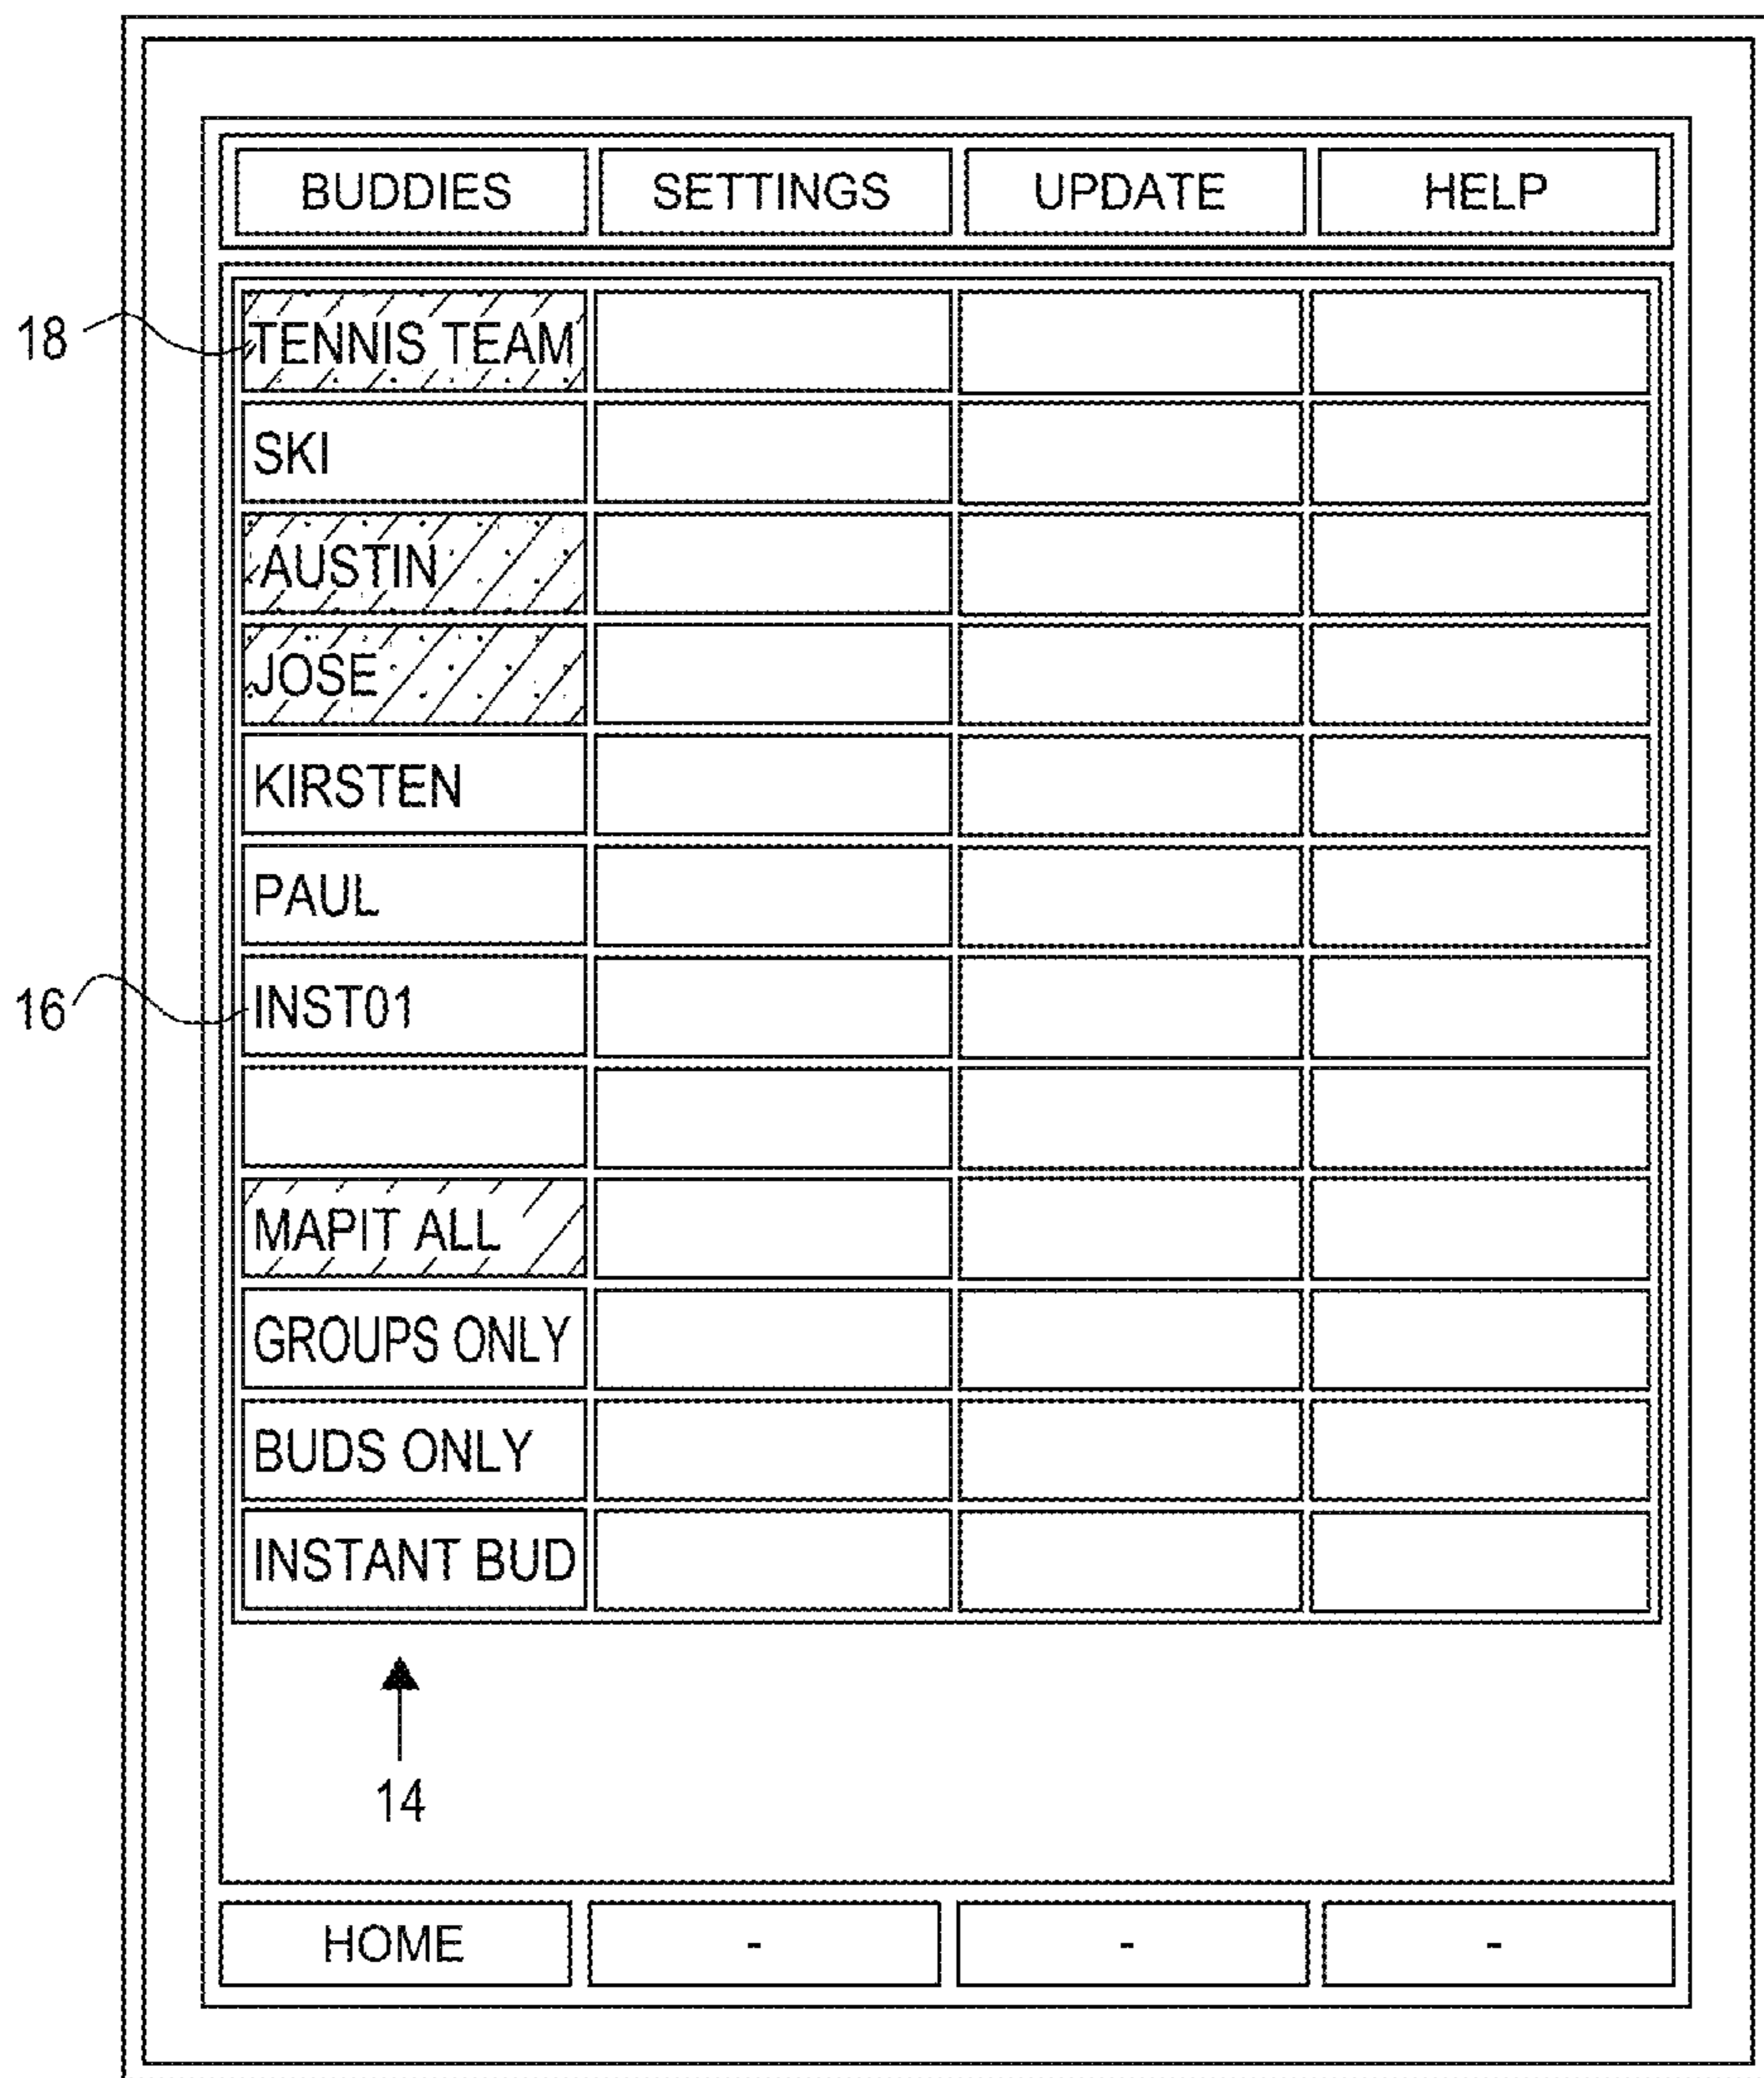 BUDDIES SETTINGS UPDATE HELP
18 TENNIS TEAM
SKI
AUSTIN
JOSE
KIRSTEN
PAUL
16 INST01
MAPIT ALL
GROUPS ONLY
BUDS ONLY
INSTANT BUD
14
HOME - - -